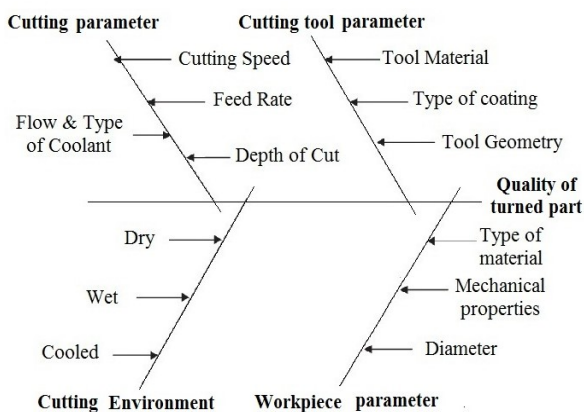 Cutting parameter
Cutting tool parameter
Cutting Speed
Tool Material
Feed Rate
Type of coating
Flow & Type
of Coolant
Depth of Cut
Tool Geometry
Quality of
turned part
Dry
Type of
material
Wet
Mechanical
properties
Cooled
Diameter
Cutting Environment
Workpiece parameter